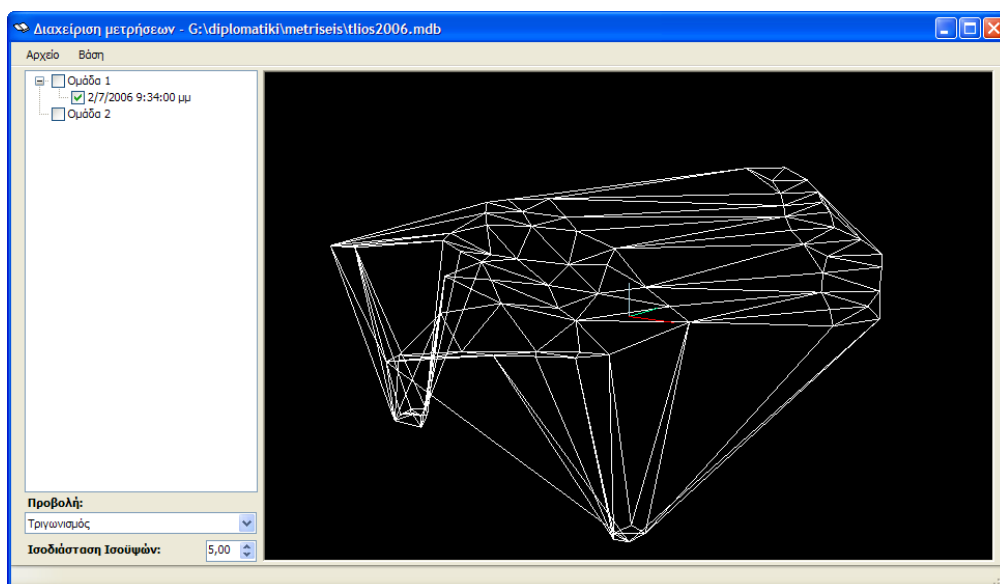 Διαχείριση μετρήσεων - G:\diplomatiki\metriseis\tlios2006.mdb
Αρχείο Βάση
Ομάδα 1
2/7/2006 9:34:00 μμ
Ομάδα 2
Προβολή:
Τριγωνισμός
Ισοδιάσταση Ισοϋψών: 5,00